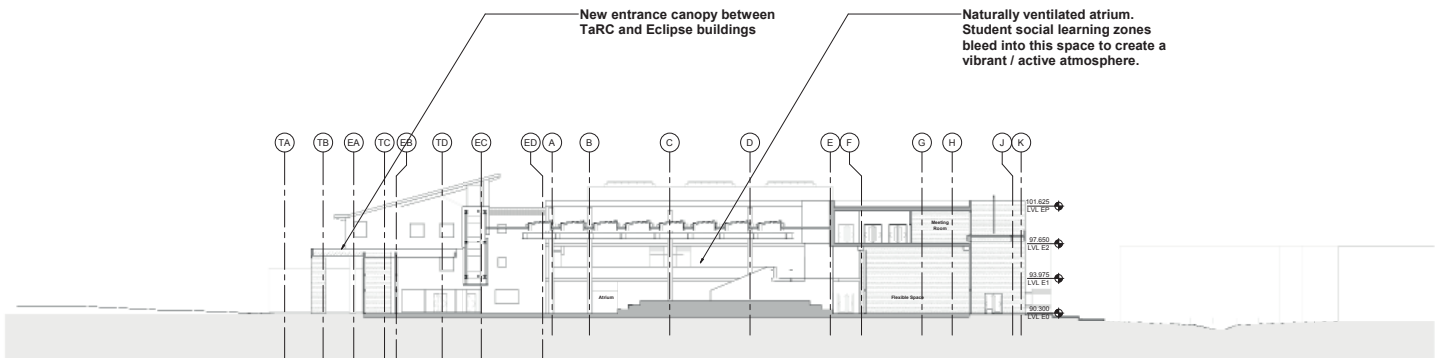 New entrance canopy between
TaRC and Eclipse buildings
Naturally ventilated atrium.
Student social learning zones
bleed into this space to create a
vibrant / active atmosphere.
TA TB EA TC EB TD EC ED A B C D E F G H J K
101.625
LVL EP
Meeting
Room
97.650
LVL E2
93.975
LVL E1
Atrium
Flexible Space
90.300
LVL E0